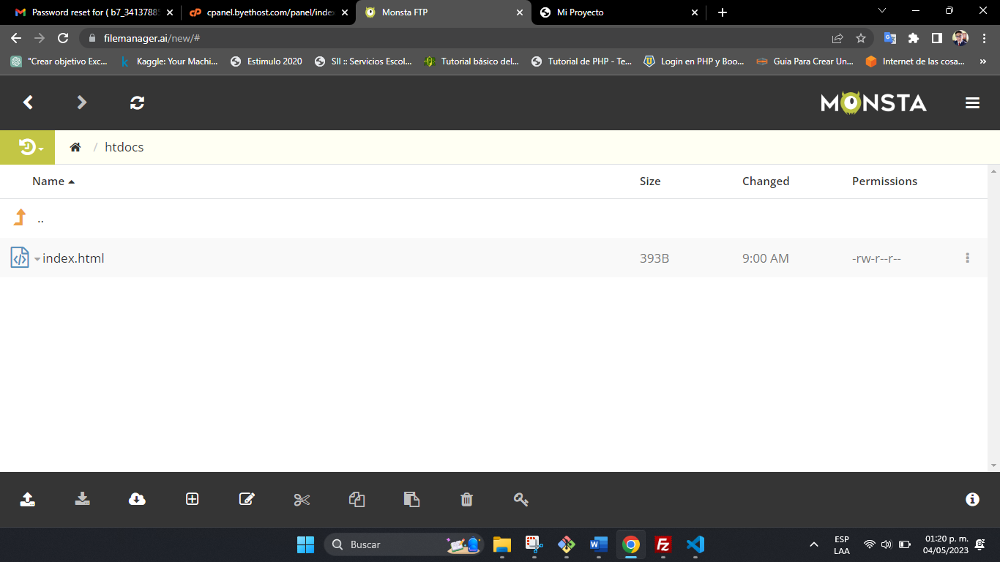 Password reset for ( b7_3413788
cpanel.byethost.com/panel/index
Monsta FTP
Mi Proyecto
filemanager.ai/new/#
"Crear objetivo Exc...
Kaggle: Your Machi...
Estimulo 2020
SII :: Servicios Escol...
Tutorial básico del...
Tutorial de PHP - Te...
Login en PHP y Boo...
Guia Para Crear Un...
Internet de las cosa...
»
MONSTA
/ htdocs
Name Size Changed Permissions
..
index.html 393B 9:00 AM -rw-r--r--
Buscar
ESP
LAA
01:20 p. m.
04/05/2023